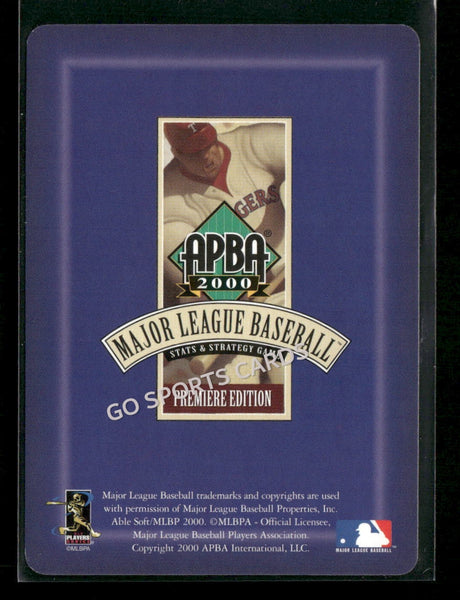 T
GERS
APBA®
2000
MAJOR LEAGUE BASEBALL™
STATS & STRATEGY GAME
GO SPORTS CARDS
PREMIERE EDITION
Major League Baseball trademarks and copyrights are used
with permission of Major League Baseball Properties, Inc.
Able Soft/MLBP 2000. ©MLBPA - Official Licensee,
Major League Baseball Players Association.
Copyright 2000 APBA International, LLC.
PLAYERS
©MLBPA
MAJOR LEAGUE BASEBALL